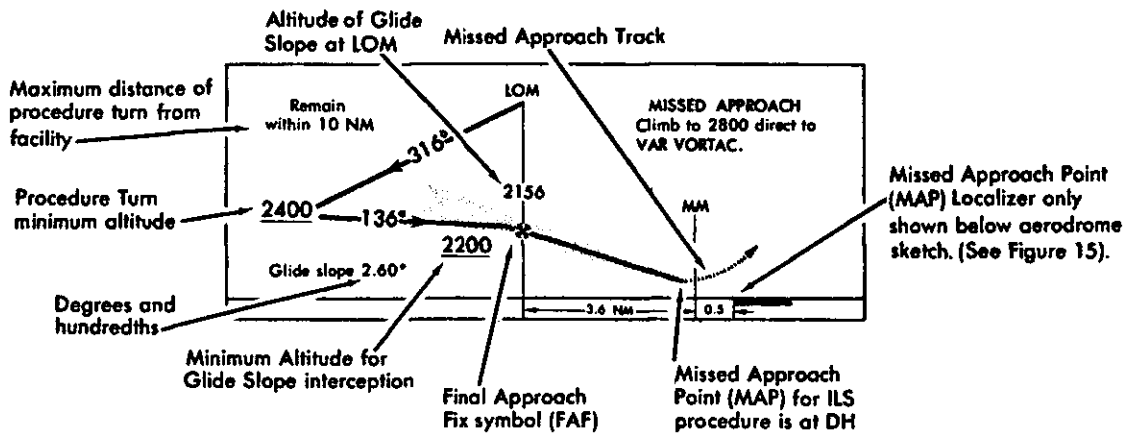 Altitude of Glide
Slope at LOM
Missed Approach Track
Maximum distance of
procedure turn from
facility
Remain
within 10 NM
LOM
MISSED APPROACH
Climb to 2800 direct to
VAR VORTAC.
316°
2156
Missed Approach Point
(MAP) Localizer only
shown below aerodrome
sketch. (See Figure 15).
Procedure Turn
minimum altitude
2400
136°
MM
2200
Glide slope 2.60°
Degrees and
hundredths
3.6 NM
0.5
Minimum Altitude for
Glide Slope interception
Final Approach
Fix symbol (FAF)
Missed Approach
Point (MAP) for ILS
procedure is at DH